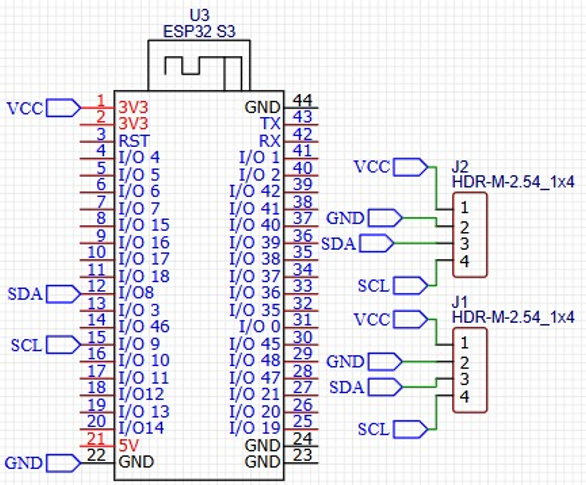 U3
ESP32 S3
VCC 1 3V3 GND 44
2 3V3 TX 43
3 RST RX 42
4 I/O 4 I/O 1 41
5 I/O 5 I/O 2 40
6 I/O 6 I/O 42 39
7 I/O 7 I/O 41 38
8 I/O 15 I/O 40 37
9 I/O 16 I/O 39 36
10 I/O 17 I/O 38 35
11 I/O 18 I/O 37 34
SDA 12 I/O8 I/O 36 33
13 I/O 3 I/O 35 32
14 I/O 46 I/O 0 31
SCL 15 I/O 9 I/O 45 30
16 I/O 10 I/O 48 29
17 I/O 11 I/O 47 28
18 I/O12 I/O 21 27
19 I/O 13 I/O 20 26
20 I/O14 I/O 19 25
21 5V GND 24
GND 22 GND GND 23
J2
HDR-M-2.54_1x4
VCC 1
GND 2
SDA 3
SCL 4
J1
HDR-M-2.54_1x4
VCC 1
GND 2
SDA 3
SCL 4